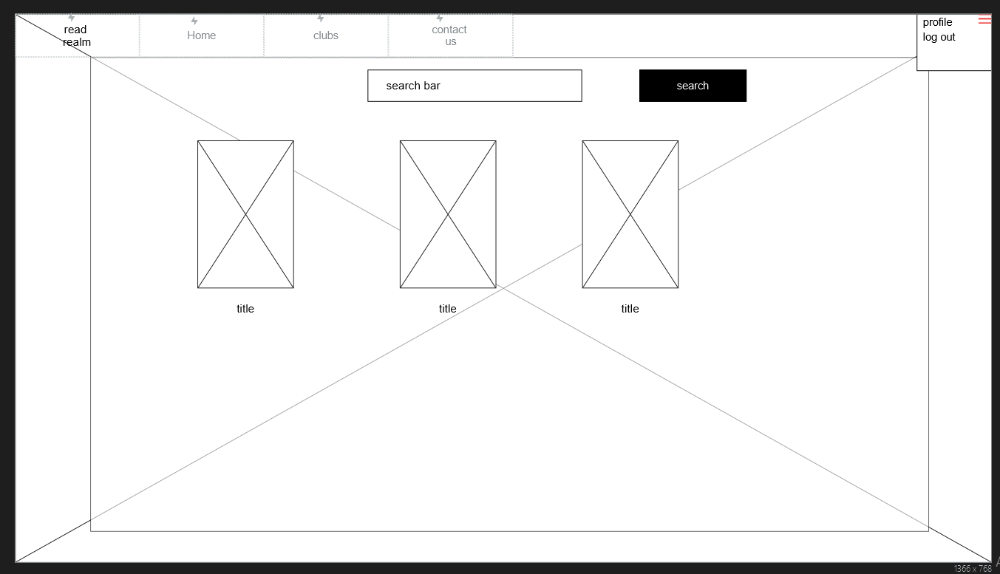 read
realm
Home
clubs
contact
us
profile
log out
search bar
search
title
title
title
1366 x 768